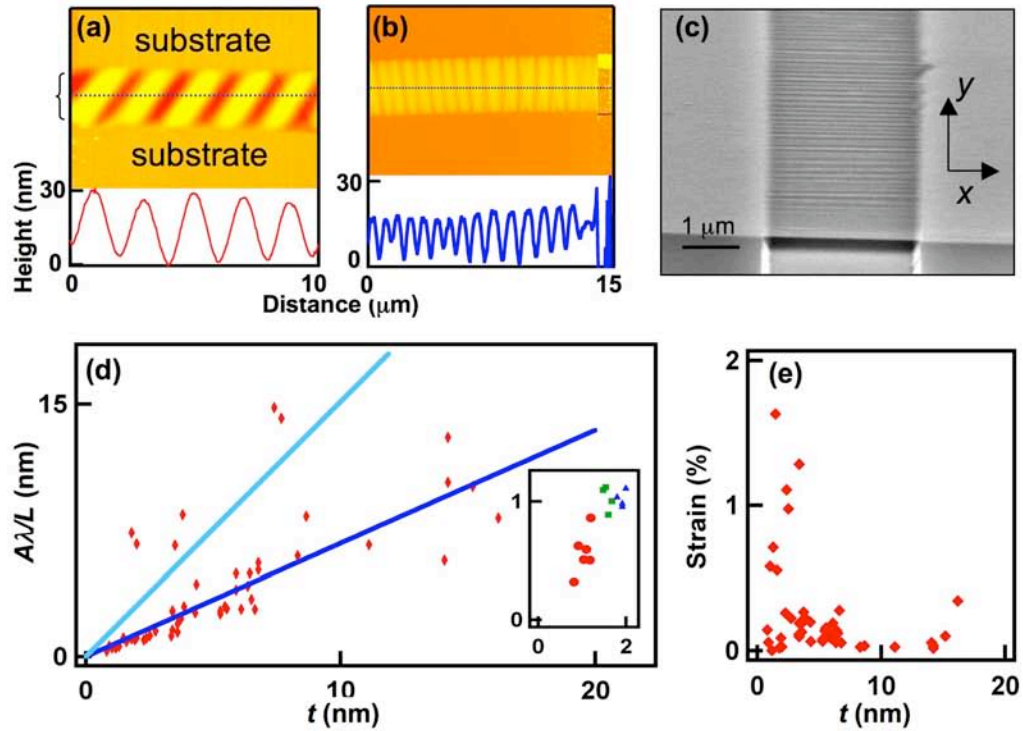 (a)
substrate
substrate
Height (nm)
30
0
0
10
(b)
30
0
0
15
Distance (μm)
(c)
y
x
1 μm
(d)
Aλ/L (nm)
15
0
0
10
20
t (nm)
1
0
0
2
(e)
Strain (%)
2
1
0
0
10
20
t (nm)